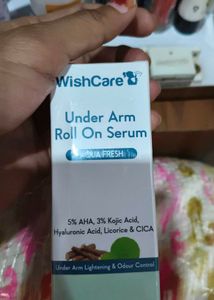 WishCare
Under Arm
Roll On Serum
AQUA FRESH
5% AHA, 3% Kojic Acid,
Hyaluronic Acid, Licorice & CICA
Under Arm Lightening & Odour Control